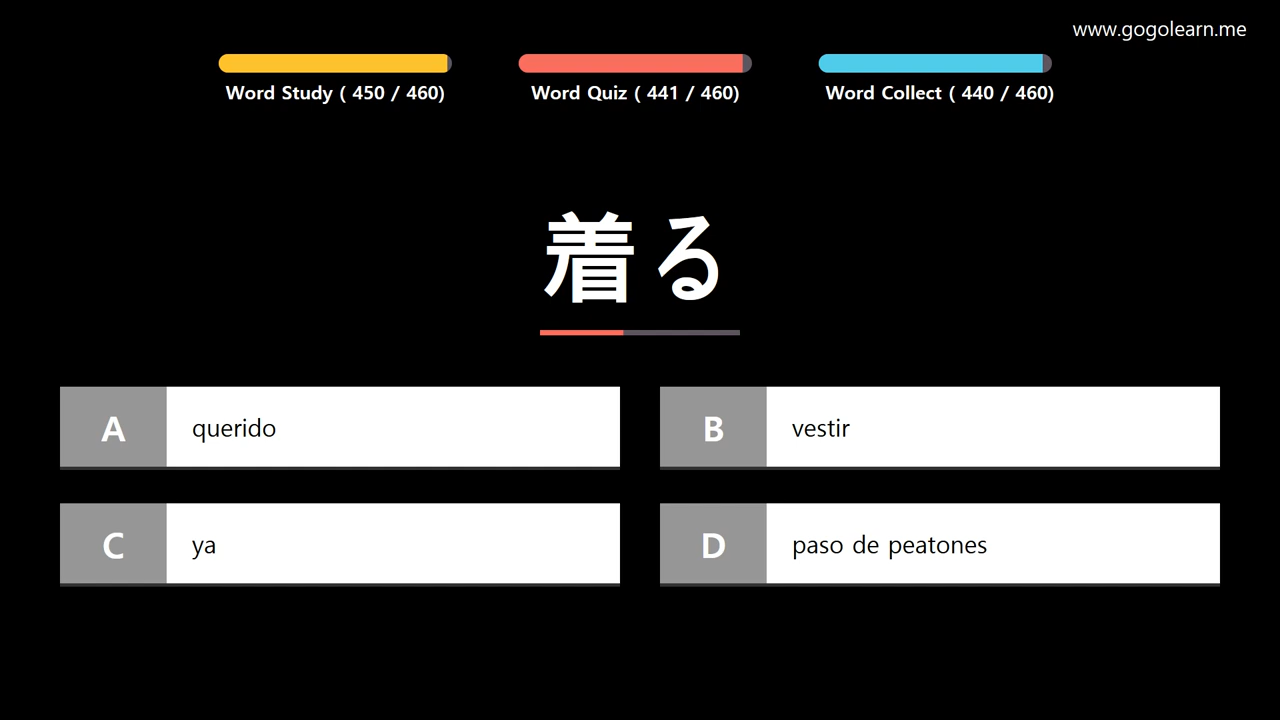 www.gogolearn.me
Word Study ( 450 / 460)
Word Quiz ( 441 / 460)
Word Collect ( 440 / 460)
着る
A querido
B vestir
C ya
D paso de peatones